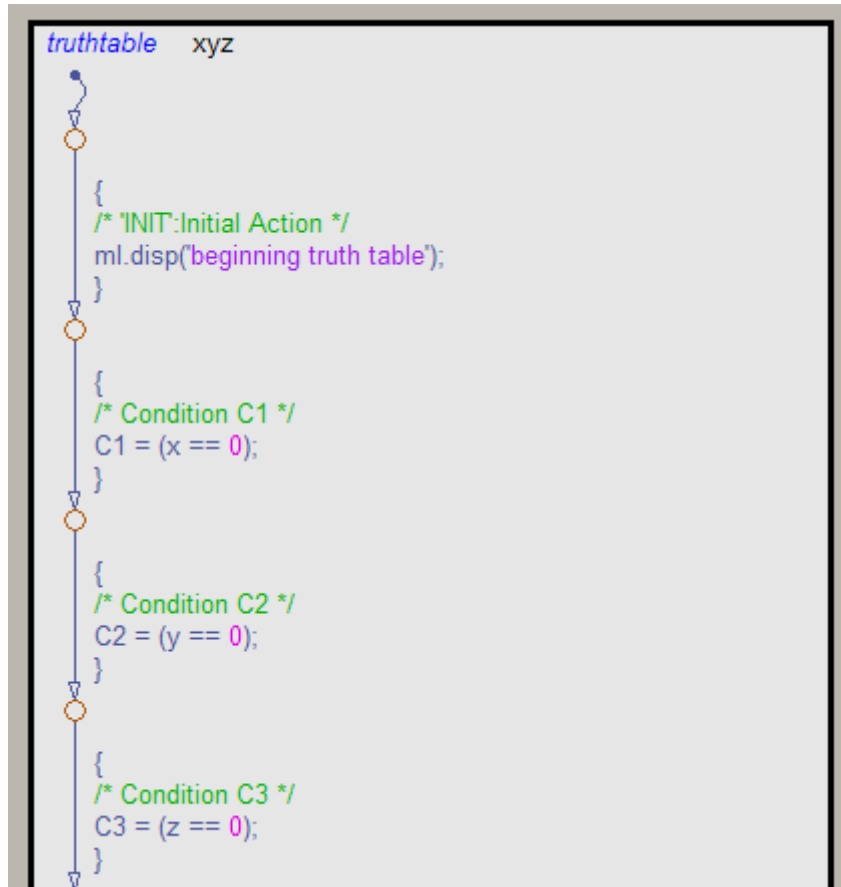 truthtable xyz
{
/* 'INIT':Initial Action */
ml.disp('beginning truth table');
}
{
/* Condition C1 */
C1 = (x == 0);
}
{
/* Condition C2 */
C2 = (y == 0);
}
{
/* Condition C3 */
C3 = (z == 0);
}